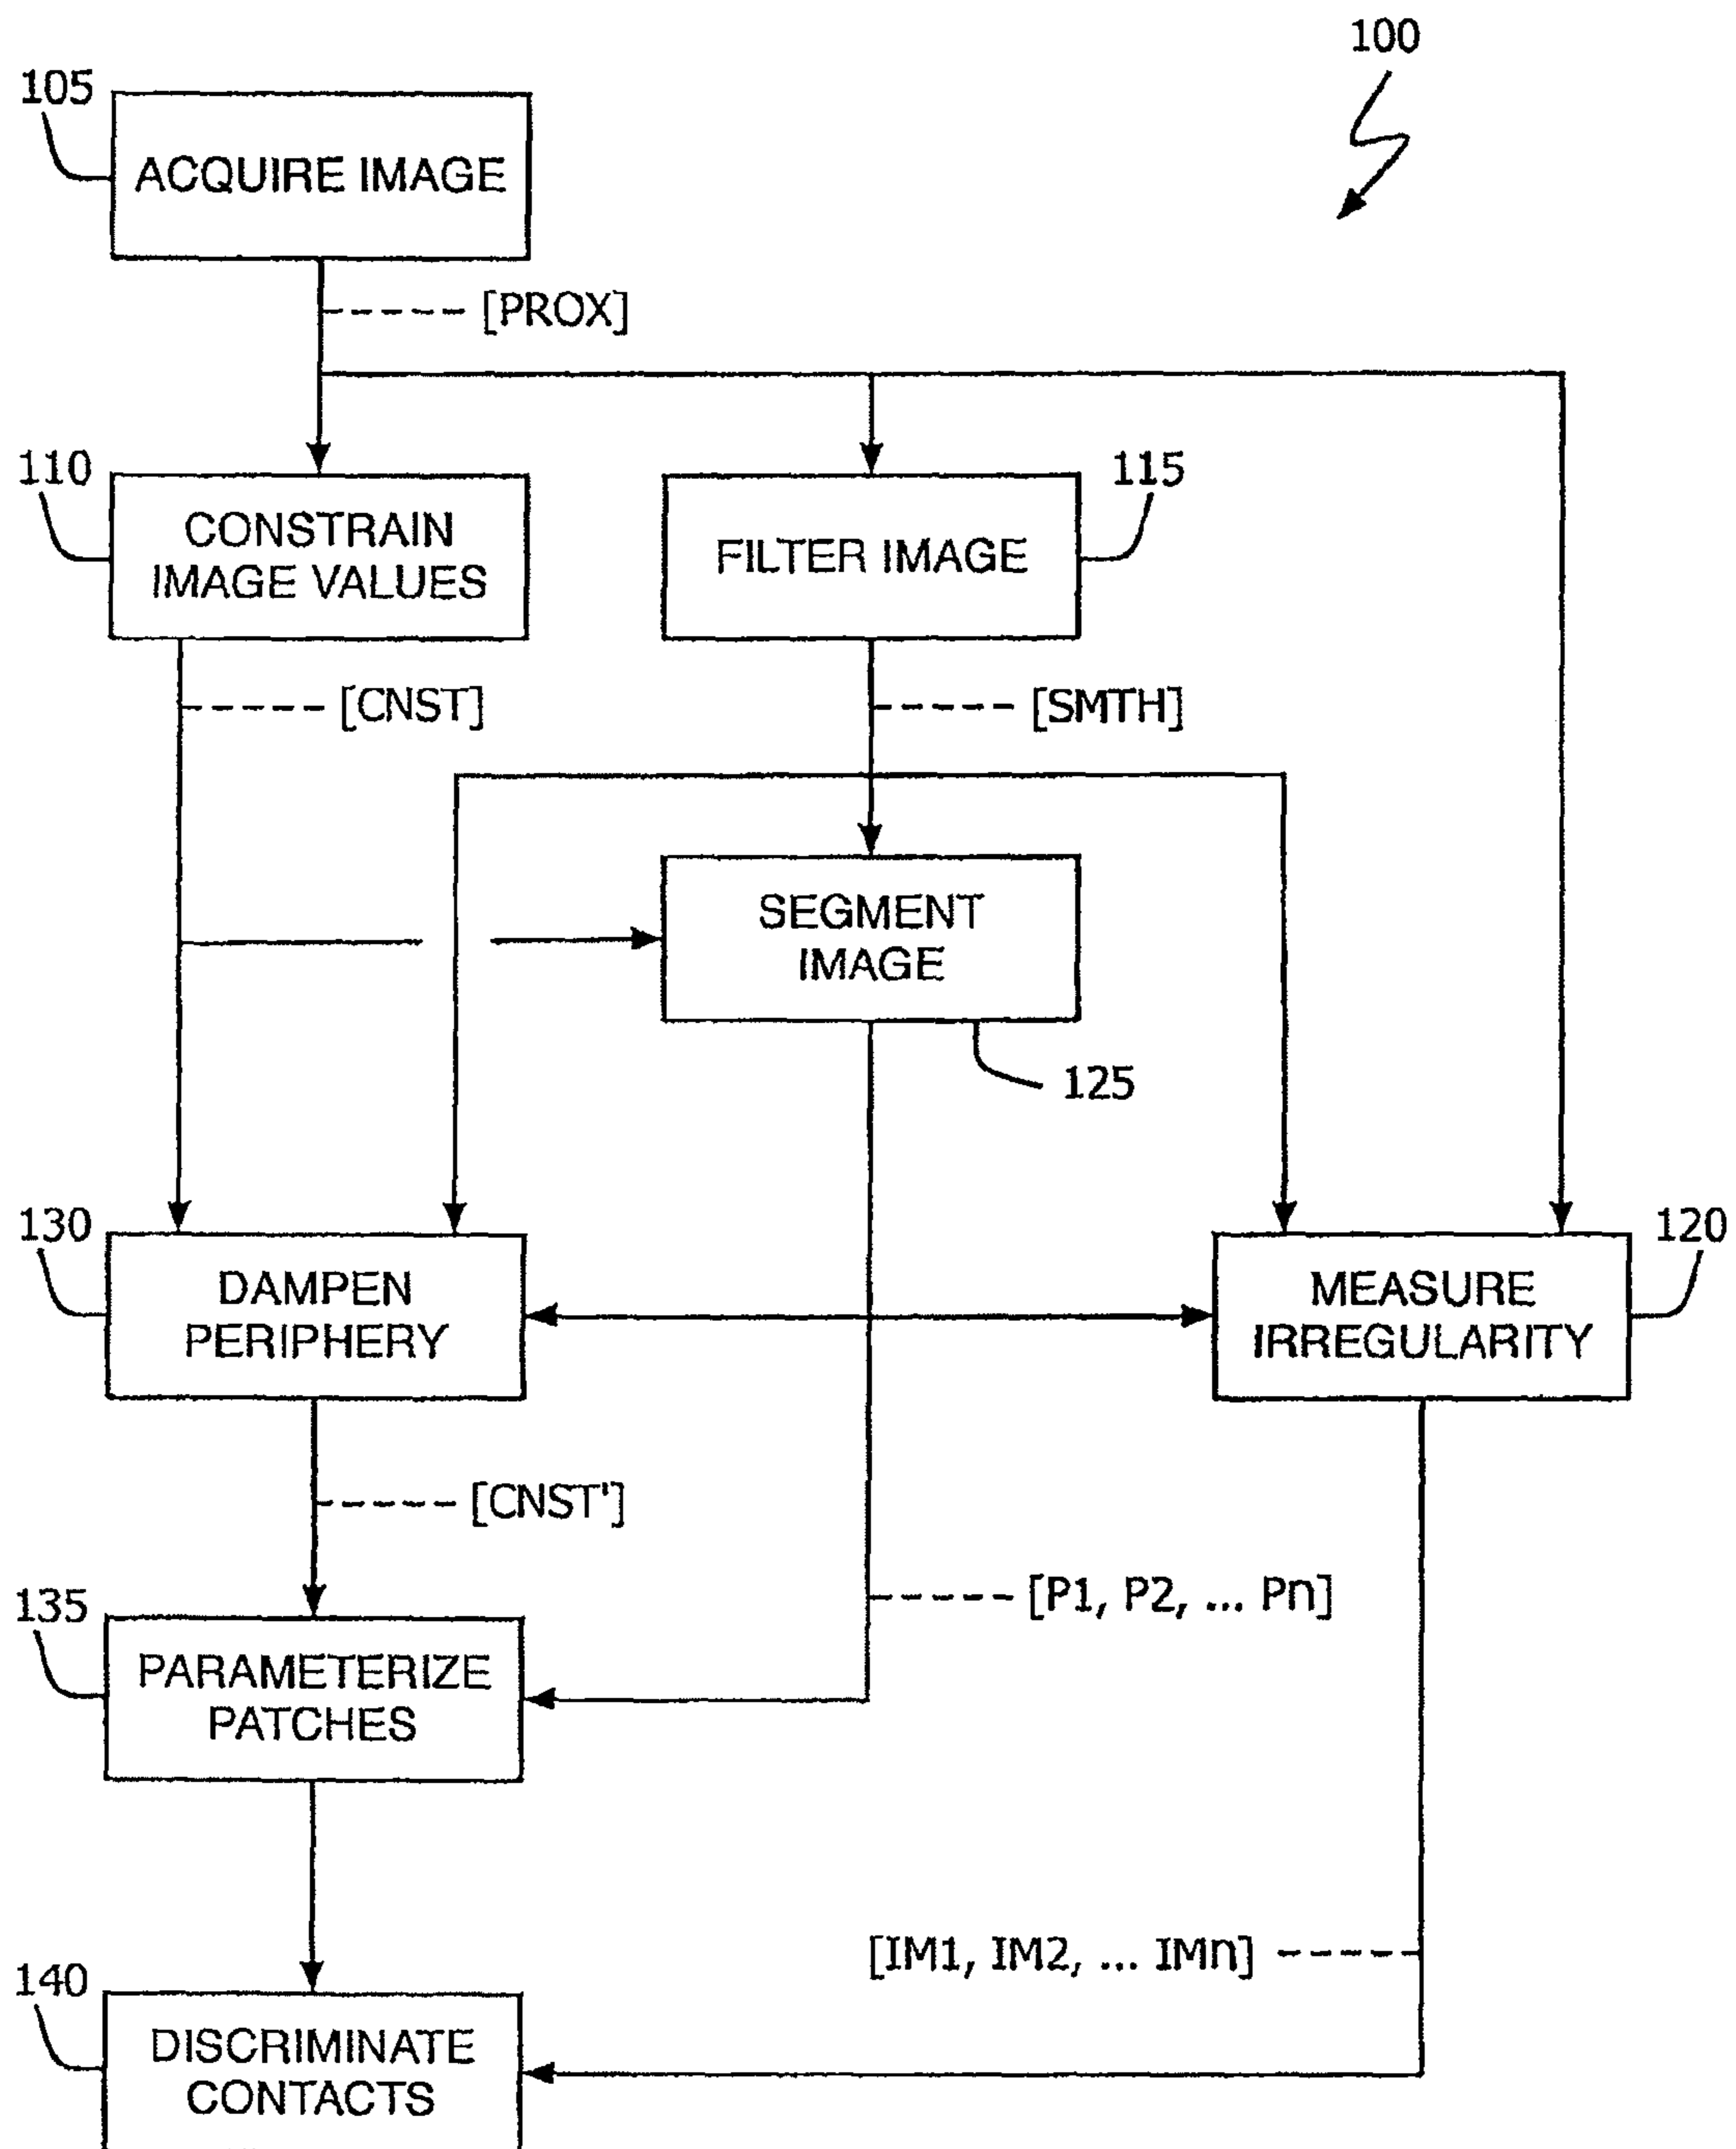 100
105
ACQUIRE IMAGE
[PROX]
110
CONSTRAIN
IMAGE VALUES
115
FILTER IMAGE
[CNST]
[SMTH]
SEGMENT
IMAGE
125
130
DAMPEN
PERIPHERY
120
MEASURE
IRREGULARITY
[CNST']
[P1, P2, ... Pn]
135
PARAMETERIZE
PATCHES
[IM1, IM2, ... IMn]
140
DISCRIMINATE
CONTACTS